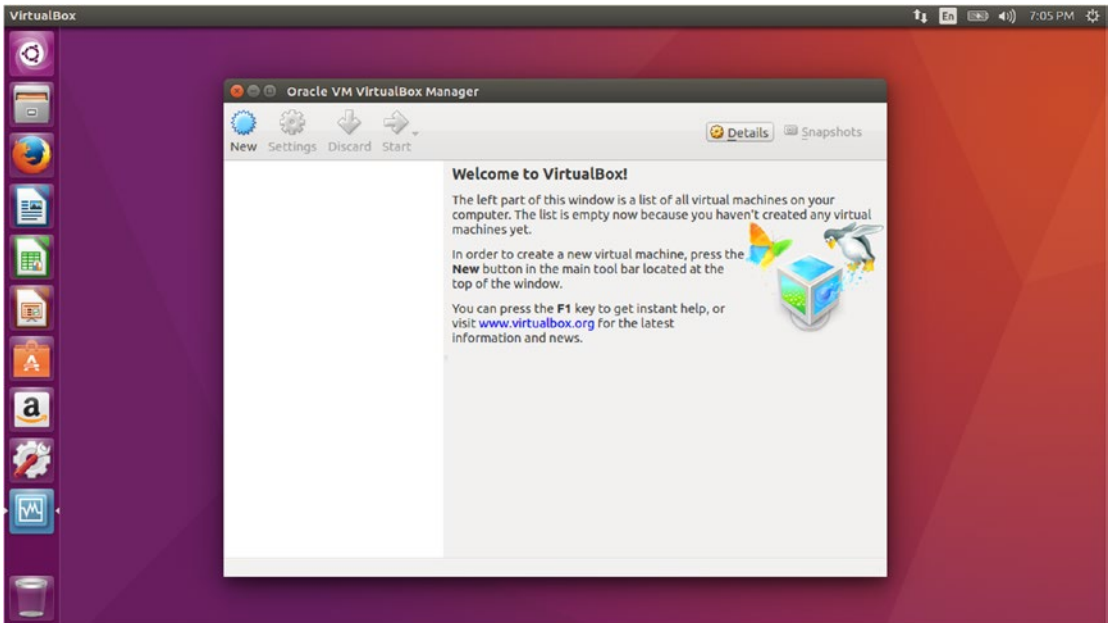 VirtualBox
En
7:05 PM
Oracle VM VirtualBox Manager
New Settings Discard Start
Details Snapshots
Welcome to VirtualBox!
The left part of this window is a list of all virtual machines on your
computer. The list is empty now because you haven't created any virtual
machines yet.
In order to create a new virtual machine, press the
New button in the main tool bar located at the
top of the window.
You can press the F1 key to get instant help, or
visit www.virtualbox.org for the latest
information and news.
A
a